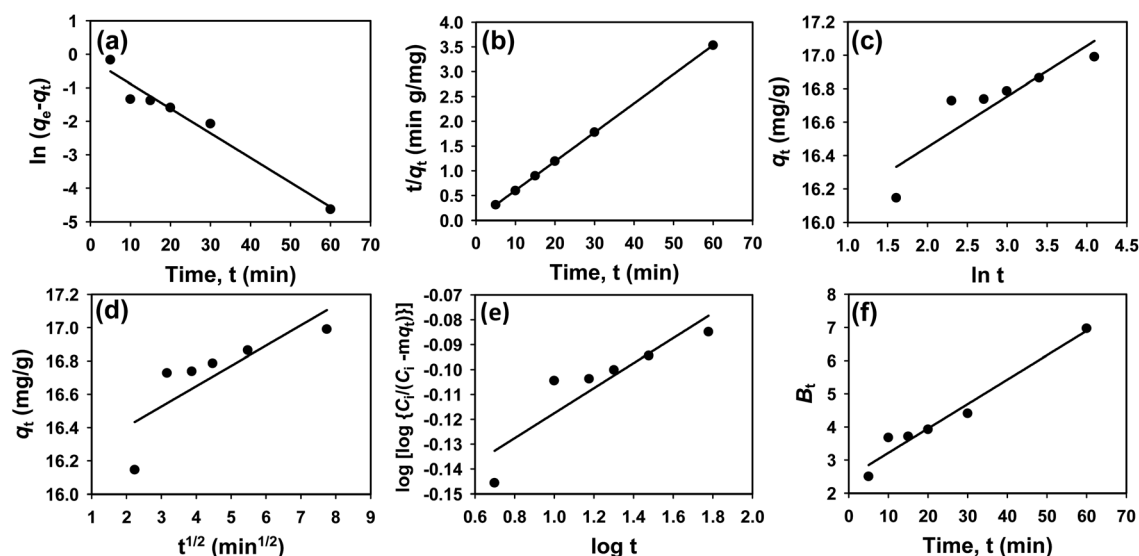 (a)
ln (qe-qt)
1
0
-1
-2
-3
-4
-5
0 10 20 30 40 50 60 70
Time, t (min)
(b)
t/qt (min g/mg)
4.0
3.5
3.0
2.5
2.0
1.5
1.0
0.5
0.0
0 10 20 30 40 50 60 70
Time, t (min)
(c)
qt (mg/g)
17.2
17.0
16.8
16.6
16.4
16.2
16.0
1.0 1.5 2.0 2.5 3.0 3.5 4.0 4.5
ln t
(d)
qt (mg/g)
17.2
17.0
16.8
16.6
16.4
16.2
16.0
1 2 3 4 5 6 7 8 9
t1/2 (min1/2)
(e)
log [log {Ci/(Ci -mqt)}]
-0.07
-0.08
-0.09
-0.10
-0.11
-0.12
-0.13
-0.14
-0.15
0.6 0.8 1.0 1.2 1.4 1.6 1.8 2.0
log t
(f)
Bt
8
7
6
5
4
3
2
0 10 20 30 40 50 60 70
Time, t (min)